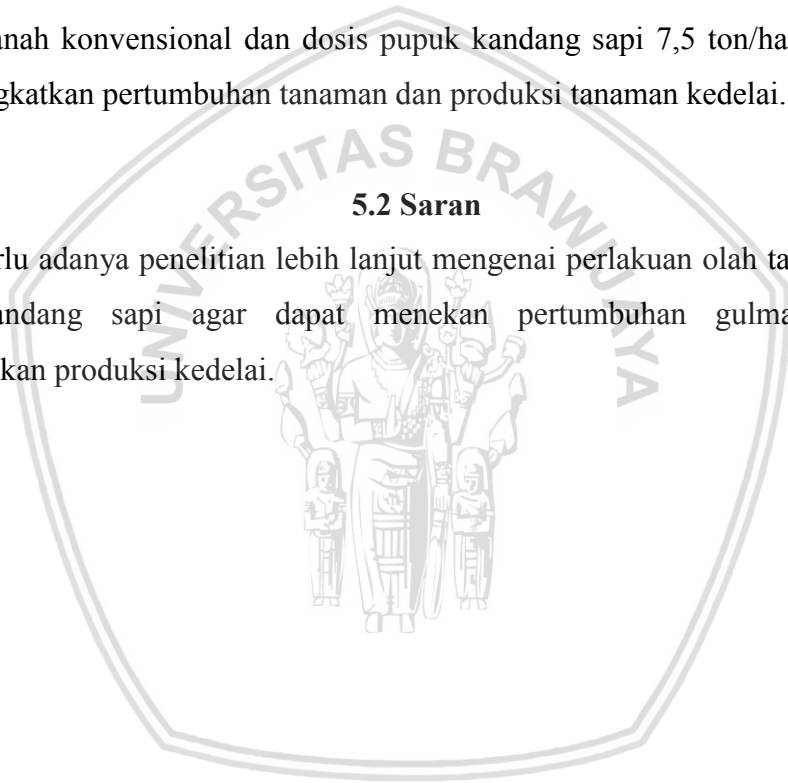 anah konvensional dan dosis pupuk kandang sapi 7,5 ton/ha
gkatkan pertumbuhan tanaman dan produksi tanaman kedelai.
UNIVERSITAS BRAWIJAYA
5.2 Saran
rlu adanya penelitian lebih lanjut mengenai perlakuan olah ta
andang sapi agar dapat menekan pertumbuhan gulma
kan produksi kedelai.